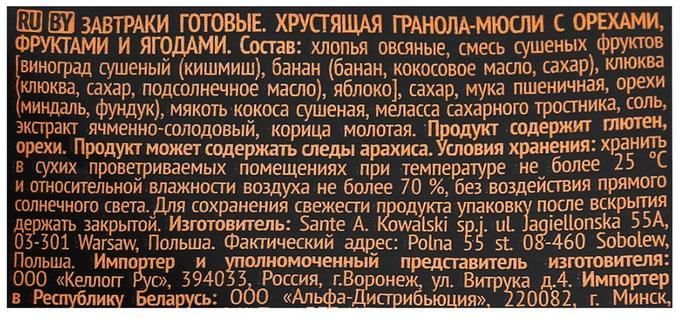 RU BY ЗАВТРАКИ ГОТОВЫЕ. ХРУСТЯЩАЯ ГРАНОЛА-МЮСЛИ С ОРЕХАМИ,
ФРУКТАМИ И ЯГОДАМИ. Состав: хлопья овсяные, смесь сушеных фруктов
[виноград сушеный (кишмиш), банан (банан, кокосовое масло, сахар), клюква
(клюква, сахар, подсолнечное масло), яблоко], сахар, мука пшеничная, орехи
(миндаль, фундук), мякоть кокоса сушеная, меласса сахарного тростника, соль,
экстракт ячменно-солодовый, корица молотая. Продукт содержит глютен,
орехи. Продукт может содержать следы арахиса. Условия хранения: хранить
в сухих проветриваемых помещениях при температуре не более 25 °C
и относительной влажности воздуха не более 70 %, без воздействия прямого
солнечного света. Для сохранения свежести продукта упаковку после вскрытия
держать закрытой. Изготовитель: Sante A. Kowalski sp.j. ul. Jagiellonska 55A,
03-301 Warsaw, Польша. Фактический адрес: Polna 55 st. 08-460 Sobolew,
Польша. Импортер и уполномоченный представитель изготовителя:
ООО «Келлогг Рус», 394033, Россия, г.Воронеж, ул. Витрука д.4. Импортер
в Республику Беларусь: ООО «Альфа-Дистрибьюция», 220082, г. Минск,